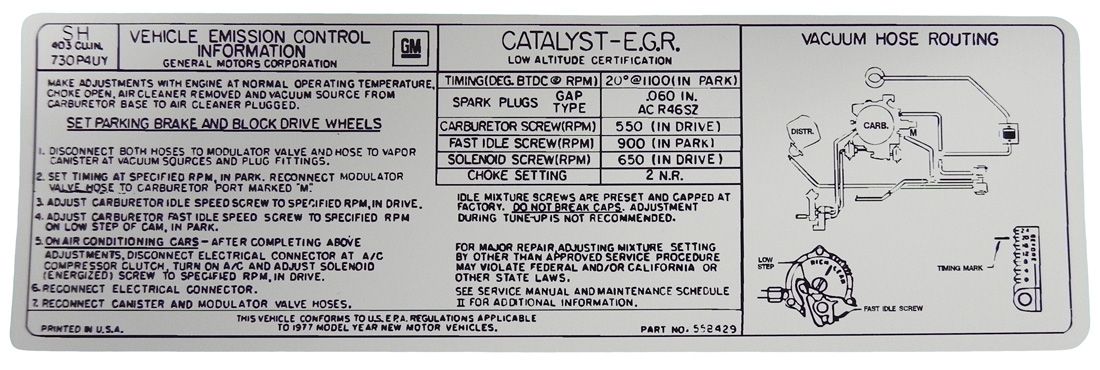 SH
403 CU.IN.
730P4UY
VEHICLE EMISSION CONTROL
INFORMATION
GENERAL MOTORS CORPORATION
GM
CATALYST-E.G.R.
LOW ALTITUDE CERTIFICATION
VACUUM HOSE ROUTING
MAKE ADJUSTMENTS WITH ENGINE AT NORMAL OPERATING TEMPERATURE,
CHOKE OPEN, AIR CLEANER REMOVED AND VACUUM SOURCE FROM
CARBURETOR BASE TO AIR CLEANER PLUGGED.
SET PARKING BRAKE AND BLOCK DRIVE WHEELS
1. DISCONNECT BOTH HOSES TO MODULATOR VALVE AND HOSE TO VAPOR
CANISTER AT VACUUM SOURCES AND PLUG FITTINGS.
2. SET TIMING AT SPECIFIED RPM, IN PARK. RECONNECT MODULATOR
VALVE HOSE TO CARBURETOR PORT MARKED "M".
3. ADJUST CARBURETOR IDLE SPEED SCREW TO SPECIFIED RPM, IN DRIVE.
4. ADJUST CARBURETOR FAST IDLE SPEED SCREW TO SPECIFIED RPM
ON LOW STEP OF CAM, IN PARK.
5. ON AIR CONDITIONING CARS - AFTER COMPLETING ABOVE
ADJUSTMENTS, DISCONNECT ELECTRICAL CONNECTOR AT A/C
COMPRESSOR CLUTCH, TURN ON A/C AND ADJUST SOLENOID
(ENERGIZED) SCREW TO SPECIFIED RPM, IN DRIVE.
6. RECONNECT ELECTRICAL CONNECTOR.
7. RECONNECT CANISTER AND MODULATOR VALVE HOSES.
TIMING(DEG. BTDC@ RPM) 20°@1100(IN PARK)
SPARK PLUGS GAP .060 IN.
TYPE AC R46SZ
CARBURETOR SCREW(RPM) 550 (IN DRIVE)
FAST IDLE SCREW(RPM) 900 (IN PARK)
SOLENOID SCREW(RPM) 650 (IN DRIVE)
CHOKE SETTING 2 N.R.
IDLE MIXTURE SCREWS ARE PRESET AND CAPPED AT
FACTORY. DO NOT BREAK CAPS. ADJUSTMENT
DURING TUNE-UP IS NOT RECOMMENDED.
FOR MAJOR REPAIR, ADJUSTING MIXTURE SETTING
BY OTHER THAN APPROVED SERVICE PROCEDURE
MAY VIOLATE FEDERAL AND/OR CALIFORNIA OR
OTHER STATE LAWS.
SEE SERVICE MANUAL AND MAINTENANCE SCHEDULE
II FOR ADDITIONAL INFORMATION.
DISTR.
CARB.
M
LOW
STEP
RICH LEAN
FAST IDLE SCREW
TIMING MARK
BEFORE
PRINTED IN U.S.A.
THIS VEHICLE CONFORMS TO U.S. E.P.A. REGULATIONS APPLICABLE
TO 1977 MODEL YEAR NEW MOTOR VEHICLES.
PART NO. 558429